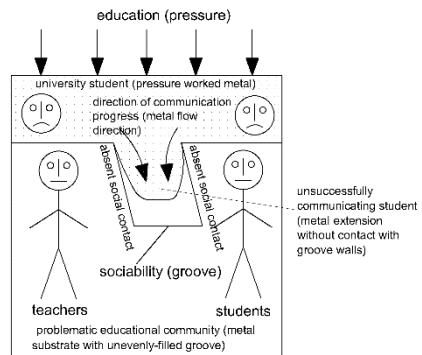 education (pressure)
university student (pressure worked metal)
direction of communication
progress (metal flow
direction)
absent social contact
absent social contact
unsuccessfully
communicating student
(metal extension
without contact with
groove walls)
sociability (groove)
teachers
students
problematic educational community (metal
substrate with unevenly-filled groove)